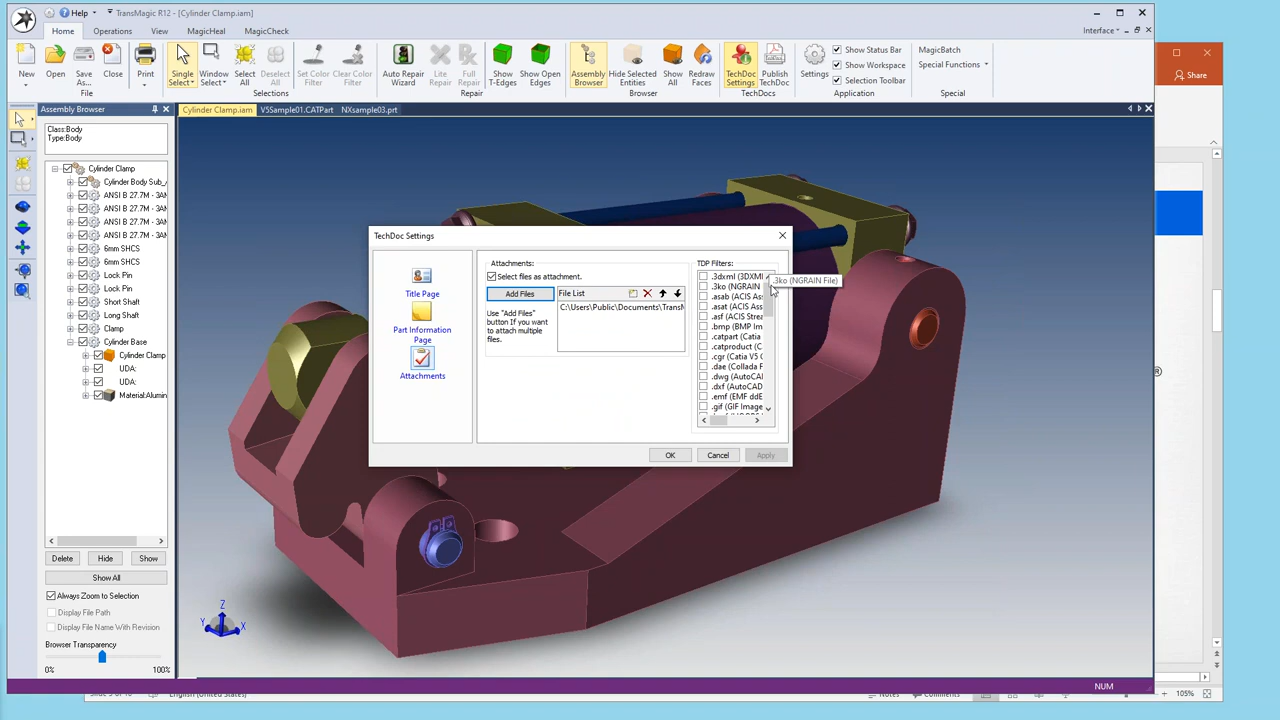 Help
TransMagic R12 - [Cylinder Clamp.iam]
Home
Operations
View
MagicHeal
MagicCheck
Interface
New
Open
Save As...
Close
Print
Single Select
Window Select
Select All
Deselect All
Set Color Filter
Clear Color Filter
Auto Repair Wizard
Lite Repair
Full Repair
Show T-Edges
Show Open Edges
Assembly Browser
Hide Selected Entities
Show All
Redraw Faces
TechDoc Settings
Publish TechDoc
Settings
Show Status Bar
Show Workspace
Selection Toolbar
MagicBatch
Special Functions
File
Selections
Repair
Browser
TechDocs
Application
Special
Share
Assembly Browser
Cylinder Clamp.iam
V5Sample01.CATPart
NXsample03.prt
Class:Body
Type:Body
Cylinder Clamp
Cylinder Body Sub_
ANSI B 27.7M - 3AM
ANSI B 27.7M - 3AM
ANSI B 27.7M - 3AM
ANSI B 27.7M - 3AM
6mm SHCS
6mm SHCS
Lock Pin
Lock Pin
Short Shaft
Long Shaft
Clamp
Cylinder Base
Cylinder Clamp
UDA:
UDA:
Material:Alumin
Delete
Hide
Show
Show All
Always Zoom to Selection
Display File Path
Display File Name With Revision
Browser Transparency
0%
100%
TechDoc Settings
Title Page
Part Information Page
Attachments
Attachments:
Select files as attachment.
Add Files
File List
Use "Add Files"
button If you want
to attach multiple
files.
C:\Users\Public\Documents\TransM
TDP Filters:
.3dxml (3DXML
.3ko (NGRAIN
.asab (ACIS Ass
.asat (ACIS Ass
.asf (ACIS Strea
.bmp (BMP Im
.catpart (Catia
.catproduct (C
.cgr (Catia V5 C
.dae (Collada F
.dwg (AutoCAD
.dxf (AutoCAD
.emf (EMF ddE
.gif (GIF Image
.3ko (NGRAIN File)
OK
Cancel
Apply
Z
Y
X
®
NUM
English (United States)
Notes
Comments
105%